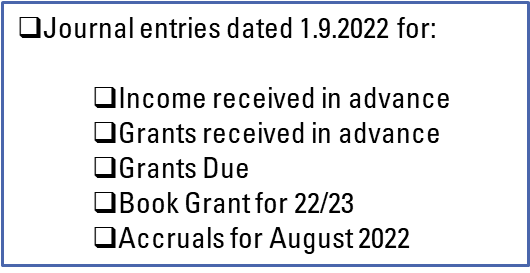 ❑Journal entries dated 1.9.2022 for:
❑Income received in advance
❑Grants received in advance
❑Grants Due
❑Book Grant for 22/23
❑Accruals for August 2022